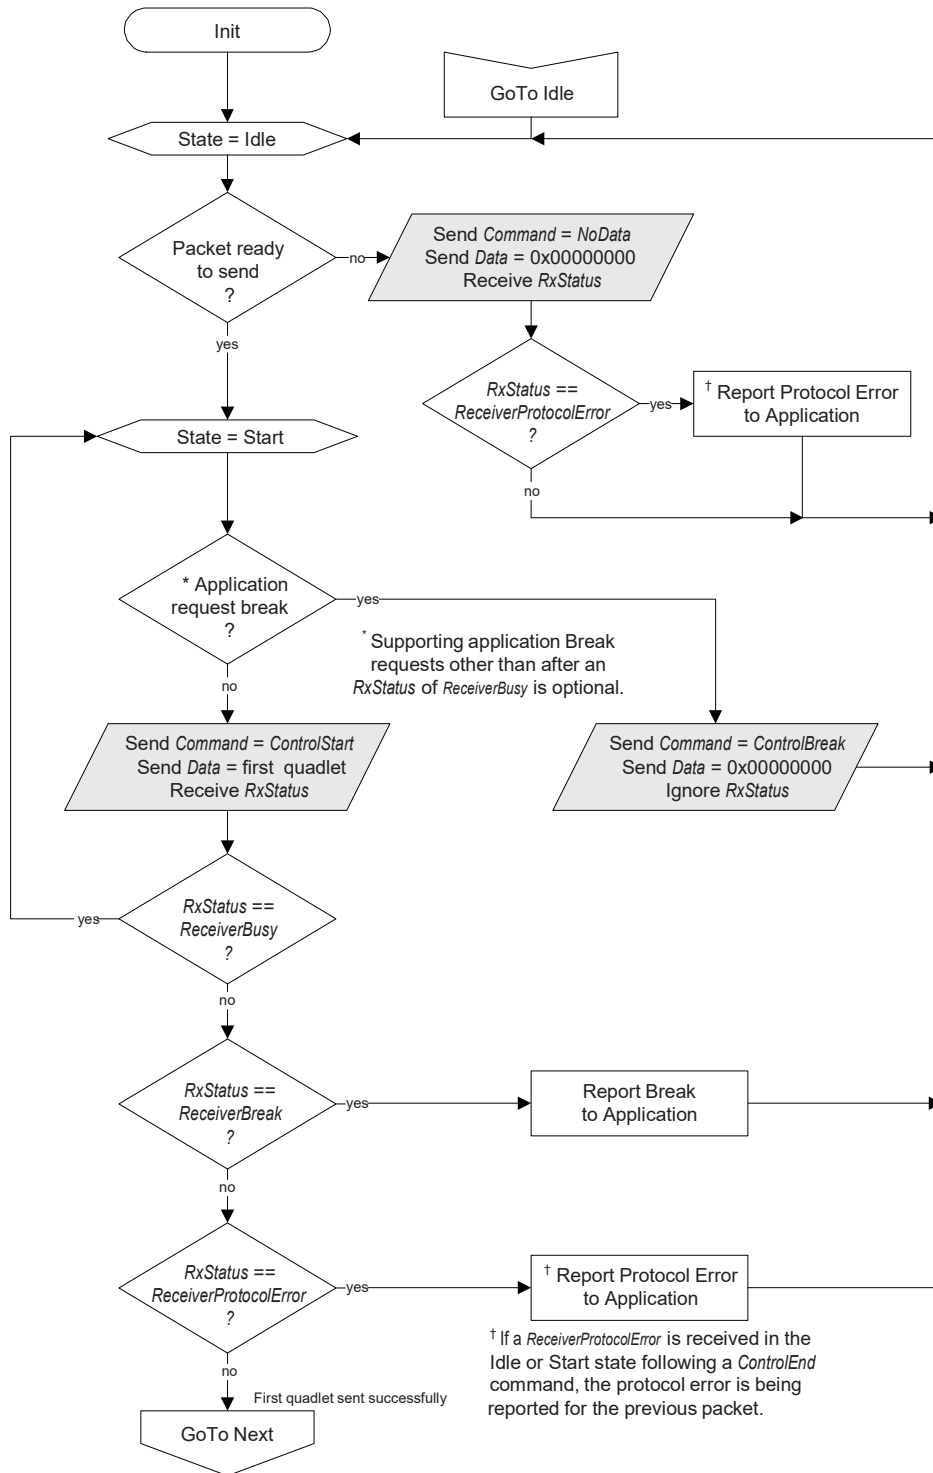 Init
GoTo Idle
State = Idle
Packet ready
to send
?
no
Send Command = NoData
Send Data = 0x00000000
Receive RxStatus
yes
RxStatus ==
ReceiverProtocolError
?
yes
† Report Protocol Error
to Application
no
State = Start
* Application
request break
?
yes
* Supporting application Break
requests other than after an
RxStatus of ReceiverBusy is optional.
no
Send Command = ControlStart
Send Data = first quadlet
Receive RxStatus
Send Command = ControlBreak
Send Data = 0x00000000
Ignore RxStatus
RxStatus ==
ReceiverBusy
?
yes
no
RxStatus ==
ReceiverBreak
?
yes
Report Break
to Application
no
RxStatus ==
ReceiverProtocolError
?
yes
† Report Protocol Error
to Application
† If a ReceiverProtocolError is received in the
Idle or Start state following a ControlEnd
command, the protocol error is being
reported for the previous packet.
no
First quadlet sent successfully
GoTo Next